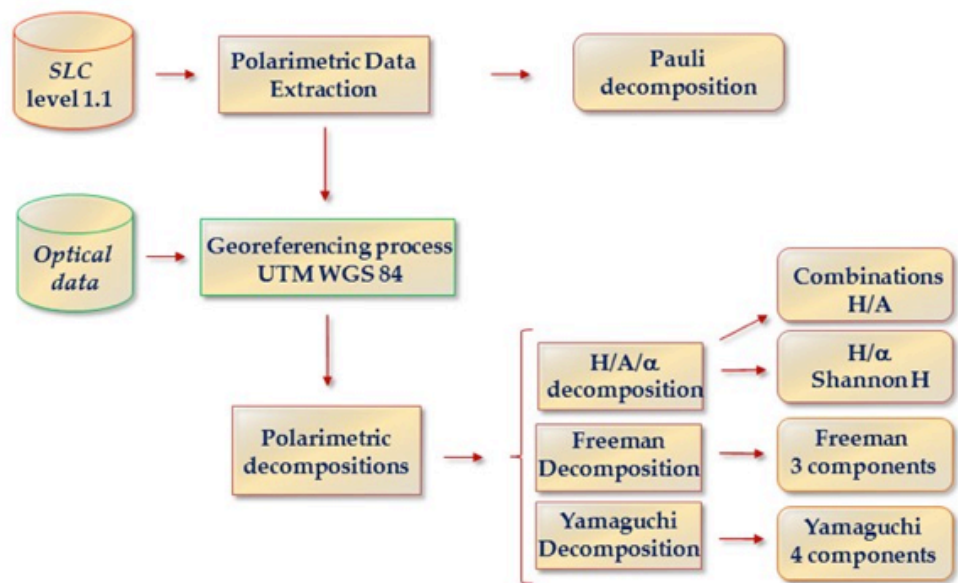 SLC
level 1.1
Polarimetric Data
Extraction
Pauli
decomposition
Optical
data
Georeferencing process
UTM WGS 84
Combinations
H/A
H/A/α
decomposition
H/α
Shannon H
Polarimetric
decompositions
Freeman
Decomposition
Freeman
3 components
Yamaguchi
Decomposition
Yamaguchi
4 components